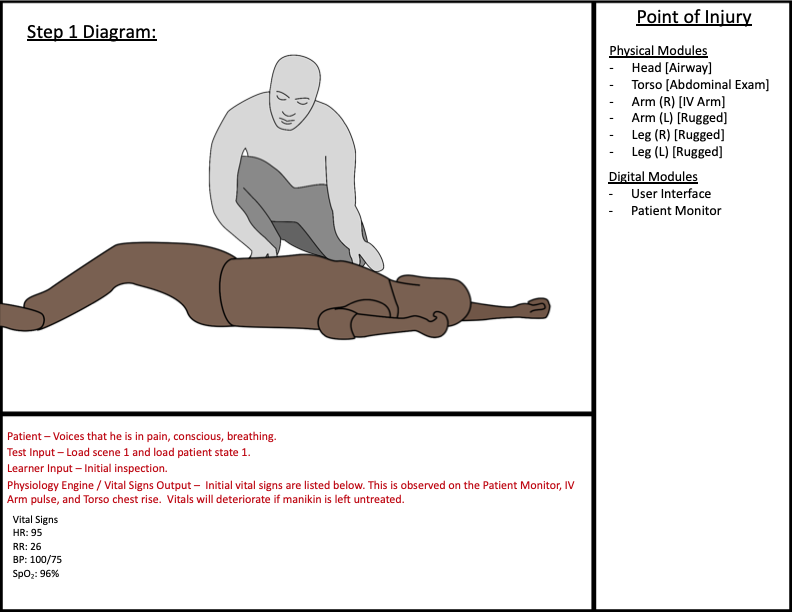 Step 1 Diagram:
Point of Injury
Physical Modules
- Head [Airway]
- Torso [Abdominal Exam]
- Arm (R) [IV Arm]
- Arm (L) [Rugged]
- Leg (R) [Rugged]
- Leg (L) [Rugged]
Digital Modules
- User Interface
- Patient Monitor
Patient – Voices that he is in pain, conscious, breathing.
Test Input – Load scene 1 and load patient state 1.
Learner Input – Initial inspection.
Physiology Engine / Vital Signs Output – Initial vital signs are listed below. This is observed on the Patient Monitor, IV
Arm pulse, and Torso chest rise. Vitals will deteriorate if manikin is left untreated.
Vital Signs
HR: 95
RR: 26
BP: 100/75
SpO₂: 96%